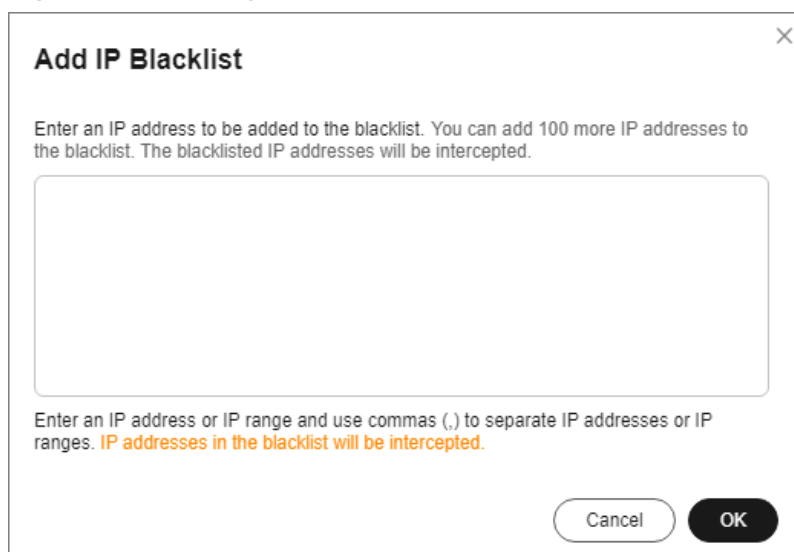 Add IP Blacklist
Enter an IP address to be added to the blacklist. You can add 100 more IP addresses to
the blacklist. The blacklisted IP addresses will be intercepted.
Enter an IP address or IP range and use commas (,) to separate IP addresses or IP
ranges. IP addresses in the blacklist will be intercepted.
Cancel OK